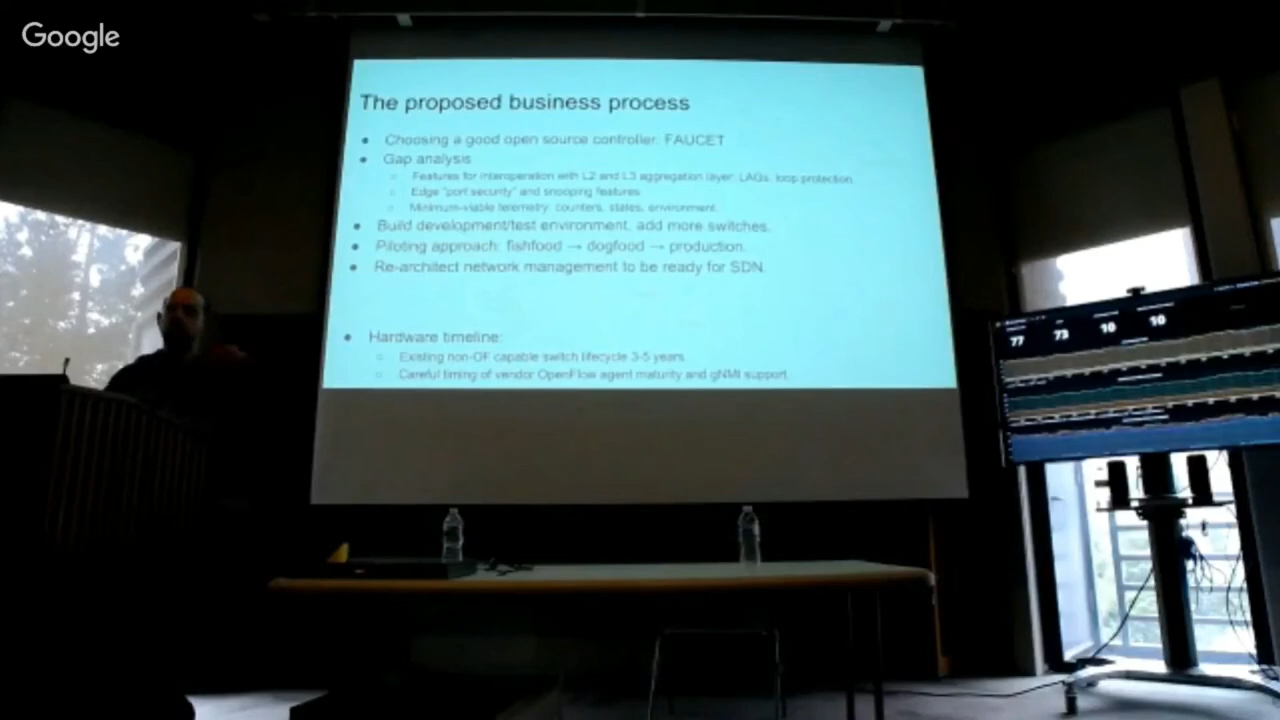 Google
The proposed business process
Choosing a good open source controller: FAUCET
Gap analysis
Features for interoperation with L2 and L3 aggregation layer: LAGs, loop protection.
Edge "port security" and snooping features.
Minimum-viable telemetry: counters, states, environment.
Build development/test environment, add more switches.
Piloting approach: fishfood → dogfood → production.
Re-architect network management to be ready for SDN.
Hardware timeline:
Existing non-OF capable switch lifecycle 3-5 years.
Careful timing of vendor OpenFlow agent maturity and gNMI support.
77 73 10 10